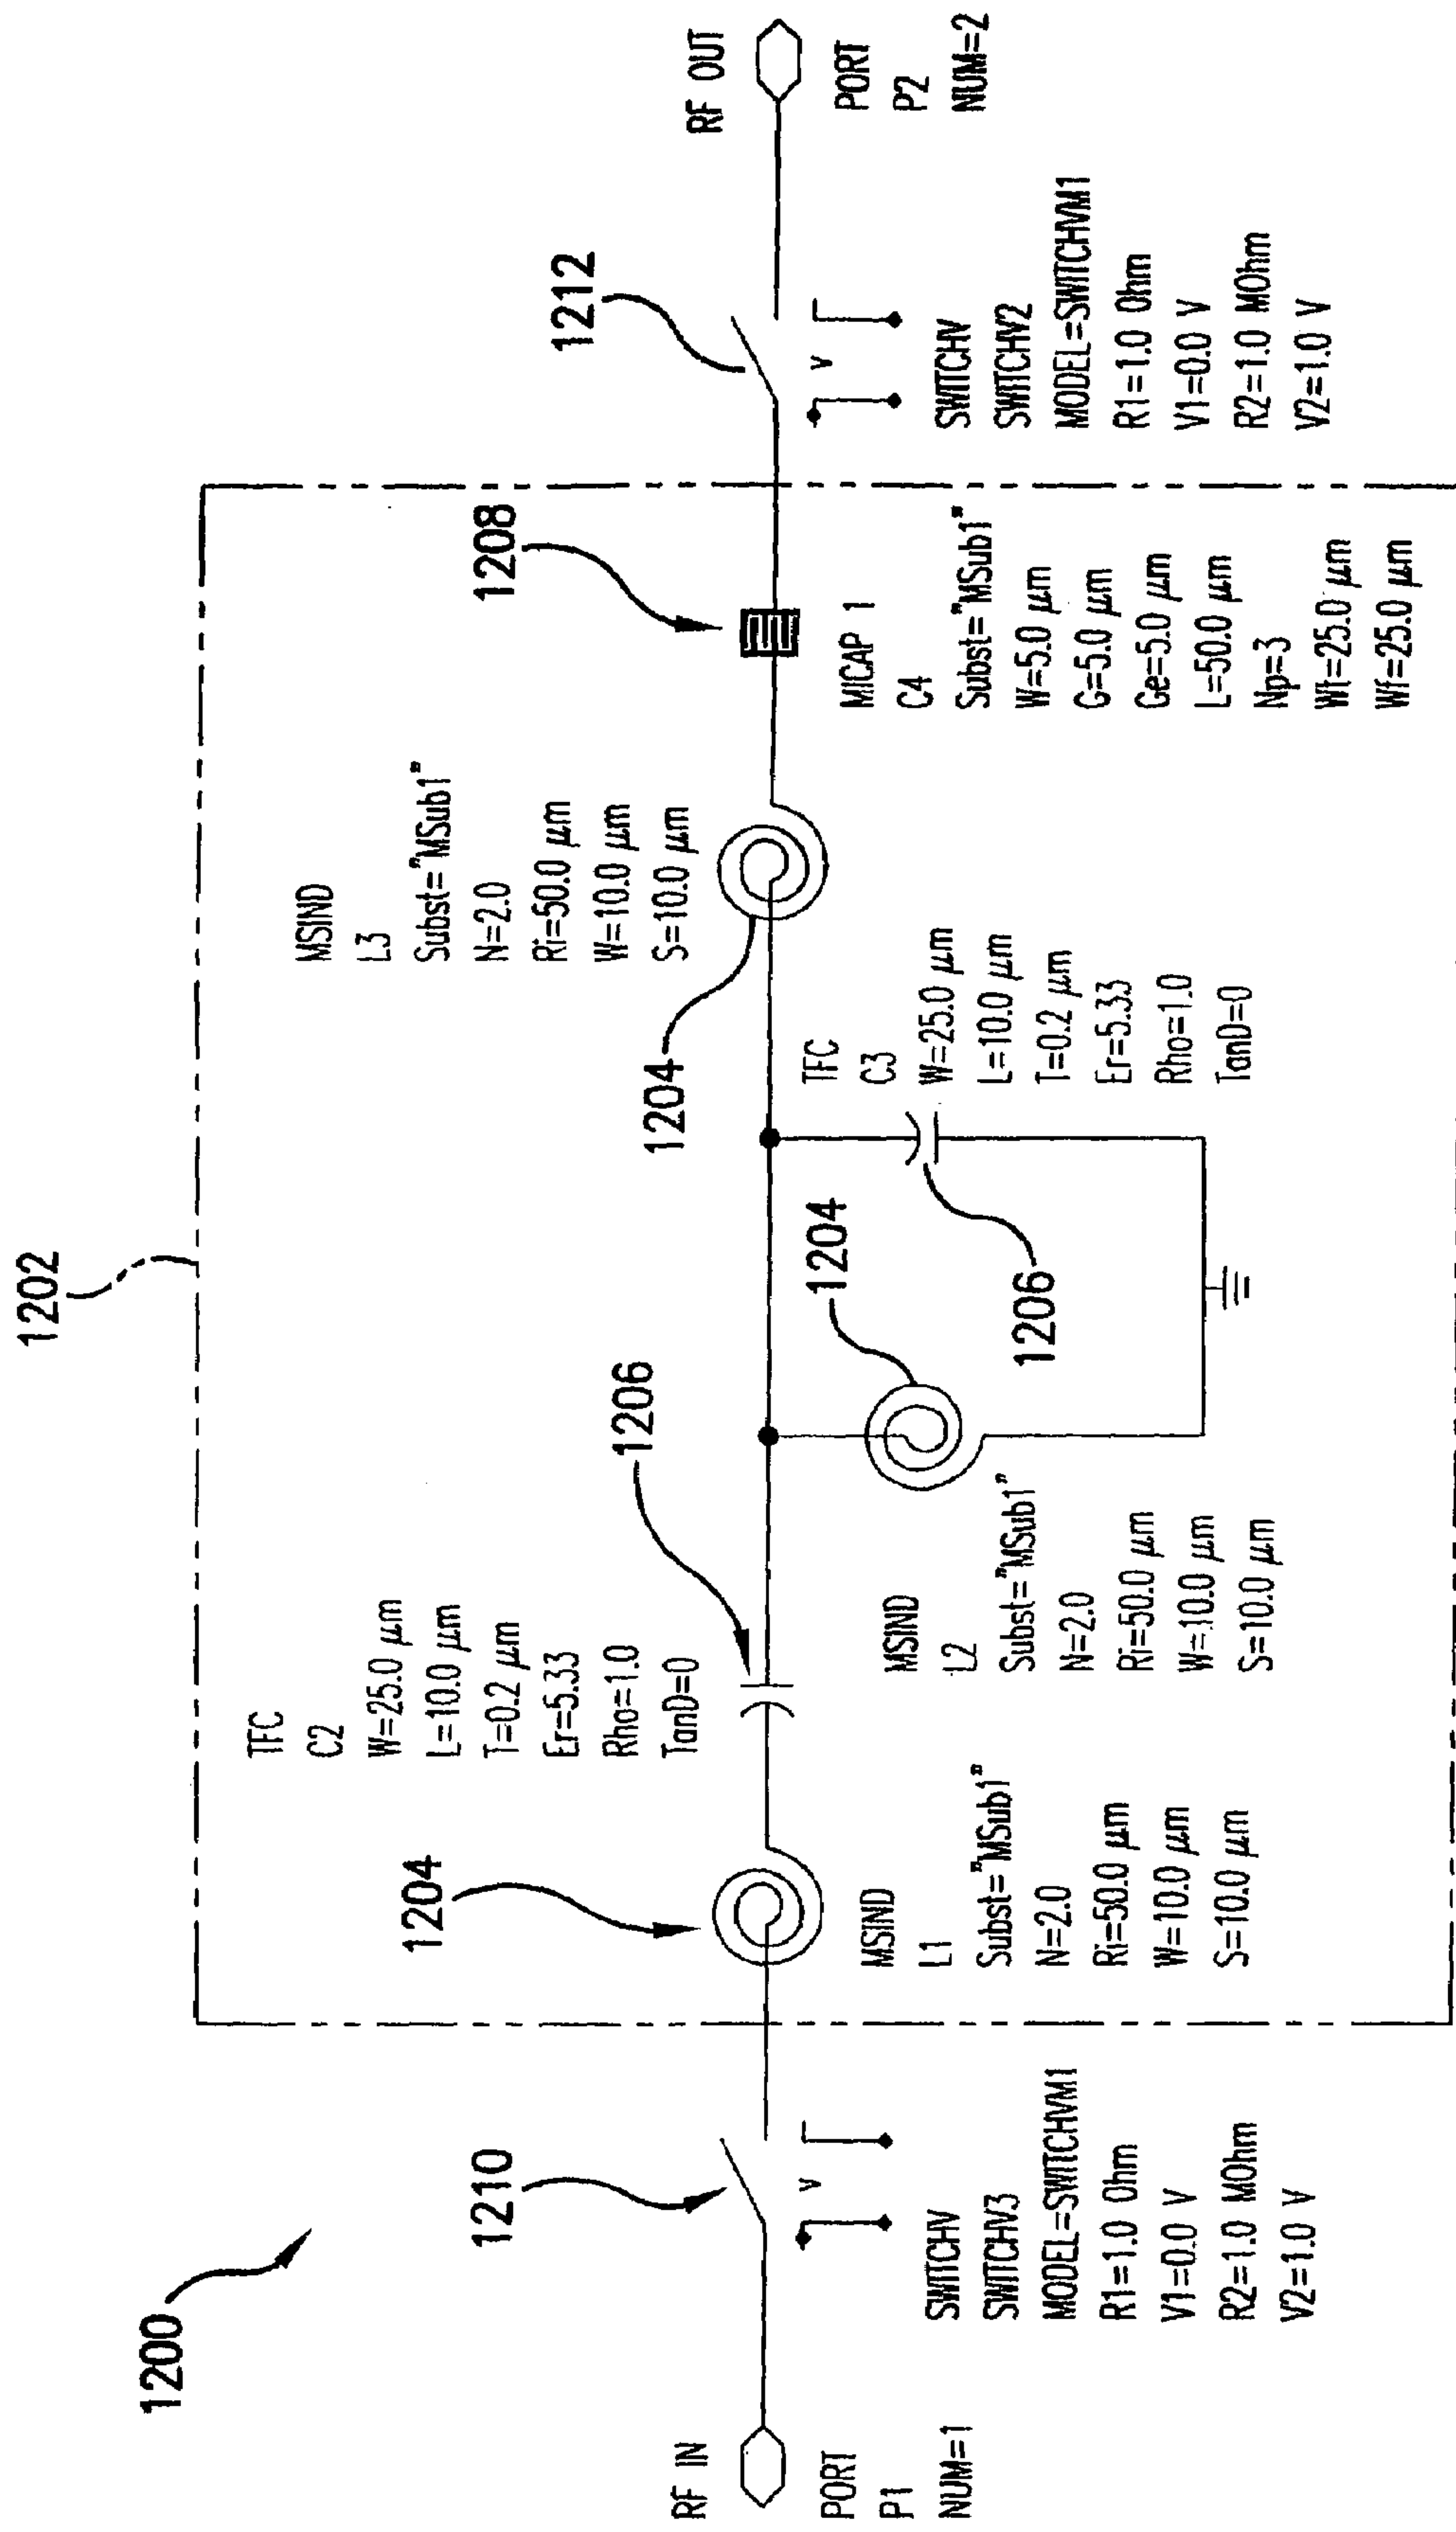 1200
1202
RF IN
PORT
P1
NUM=1
1210
SWITCHV
SWITCHV3
MODEL=SWITCHVM1
R1=1.0 Ohm
V1=0.0 V
R2=1.0 MOhm
V2=1.0 V
V
1204
MSIND
L1
Subst="MSub1"
N=2.0
Ri=50.0 μm
W=10.0 μm
S=10.0 μm
TFC
C2
W=25.0 μm
L=10.0 μm
T=0.2 μm
Er=5.33
Rho=1.0
TanD=0
1206
MSIND
L2
Subst="MSub1"
N=2.0
Ri=50.0 μm
W=10.0 μm
S=10.0 μm
1204
1206
TFC
C3
W=25.0 μm
L=10.0 μm
T=0.2 μm
Er=5.33
Rho=1.0
TanD=0
1204
MSIND
L3
Subst="MSub1"
N=2.0
Ri=50.0 μm
W=10.0 μm
S=10.0 μm
1208
MICAP 1
C4
Subst="MSub1"
W=5.0 μm
G=5.0 μm
Ge=5.0 μm
L=50.0 μm
Np=3
Wt=25.0 μm
Wf=25.0 μm
1212
V
SWITCHV
SWITCHV2
MODEL=SWITCHVM1
R1=1.0 Ohm
V1=0.0 V
R2=1.0 MOhm
V2=1.0 V
RF OUT
PORT
P2
NUM=2